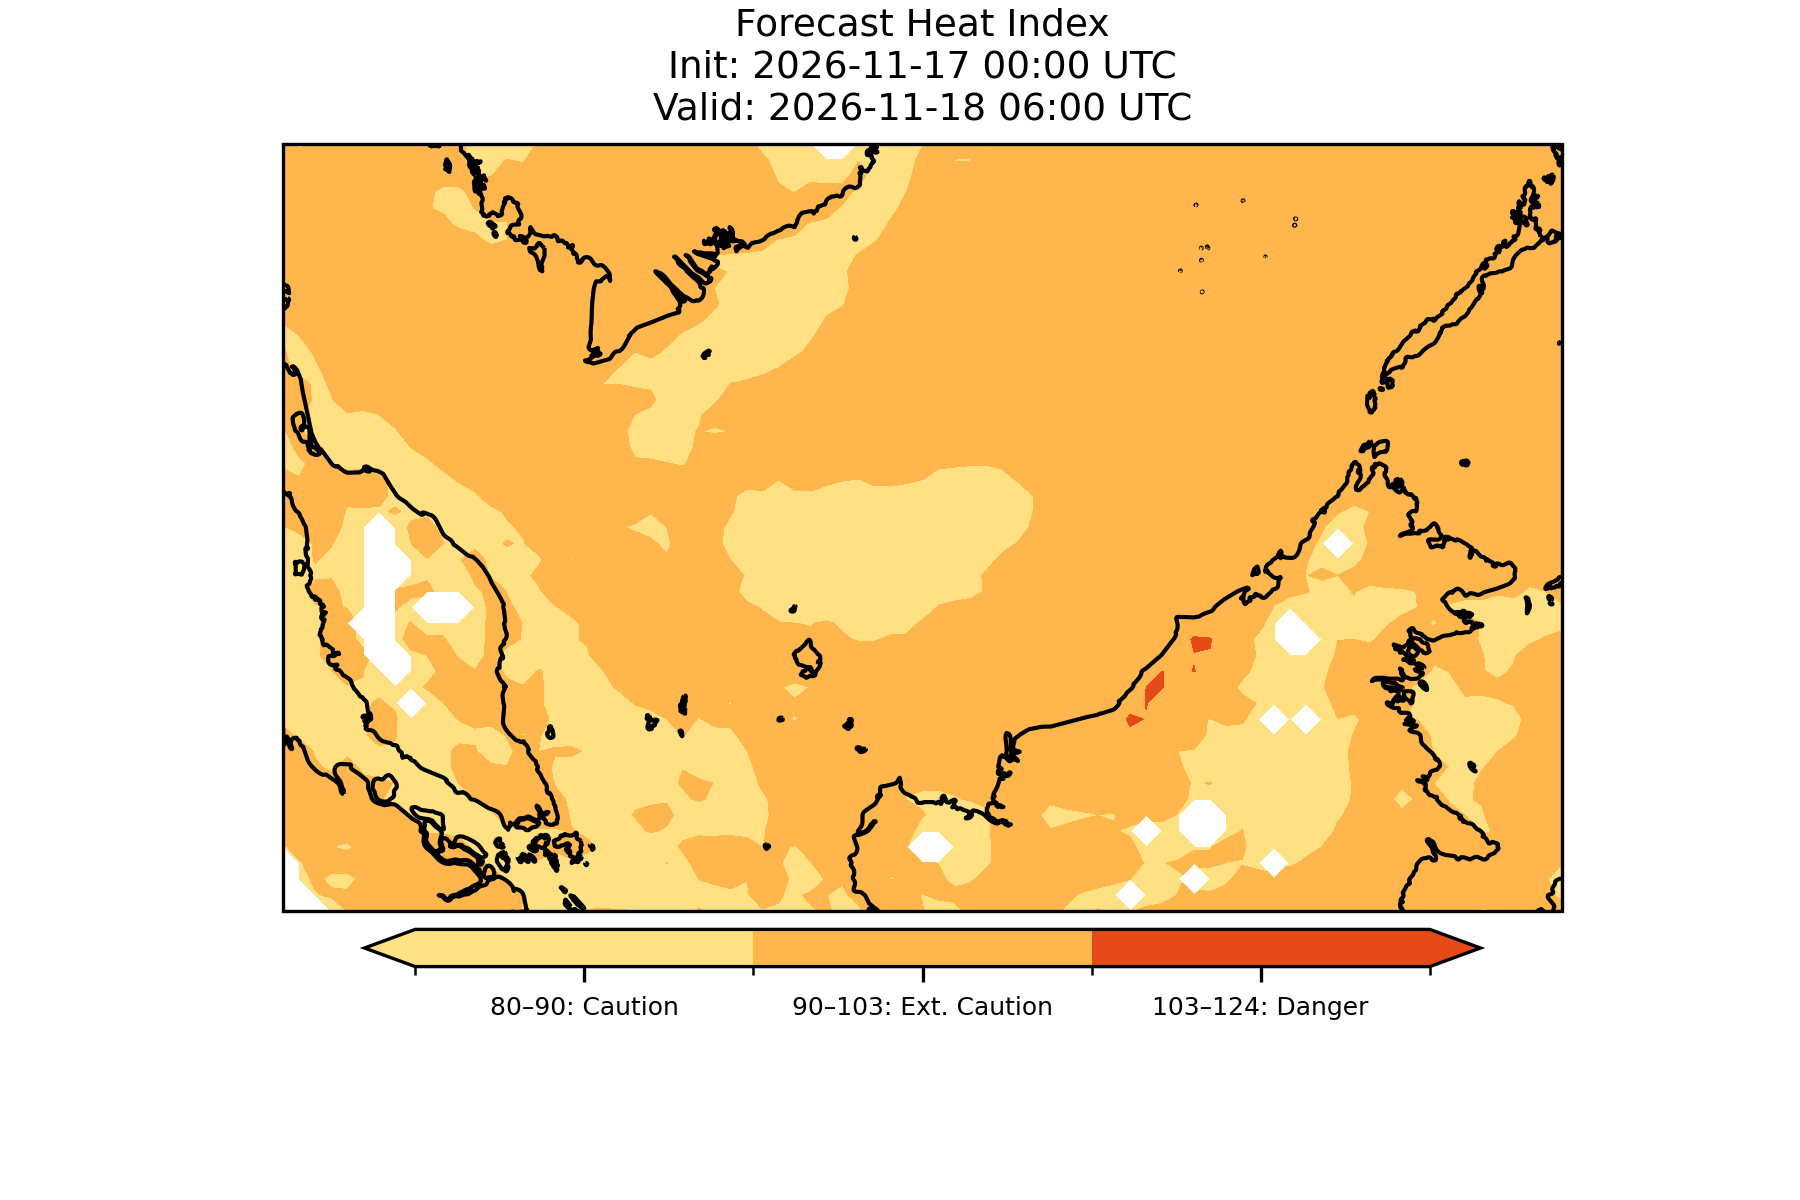 Forecast Heat Index
Init: 2026-11-17 00:00 UTC
Valid: 2026-11-18 06:00 UTC
80–90: Caution
90–103: Ext. Caution
103–124: Danger